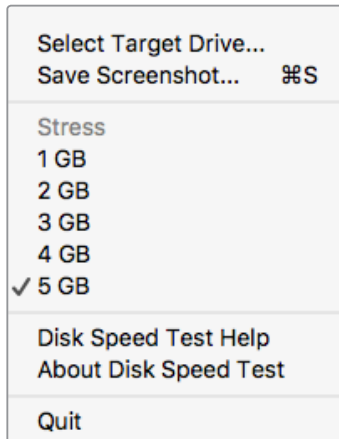 Select Target Drive...
Save Screenshot... ⌘S
Stress
1 GB
2 GB
3 GB
4 GB
✓ 5 GB
Disk Speed Test Help
About Disk Speed Test
Quit